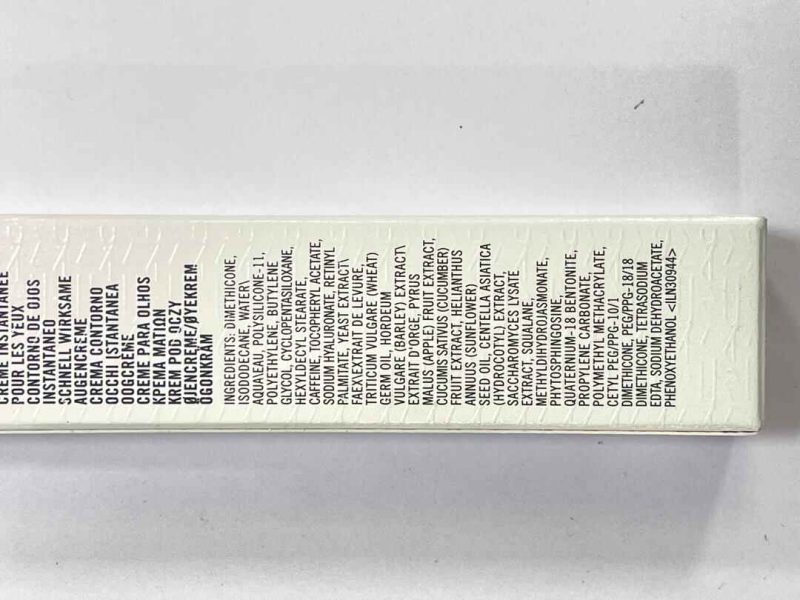 CRÈME INSTANTANÉE
POUR LES YEUX
CONTORNO DE OJOS
INSTANTANEO
SCHNELL WIRKSAME
AUGENCREME
CREMA CONTORNO
OCCHI ISTANTANEA
OOGCRÈME
CREME PARA OLHOS
КРЕМА МАТІΩN
KREM POD OCZY
ØJENCREME/ØYEKREM
ÖGONKRÄM
INGREDIENTS: DIMETHICONE,
ISODODECANE, WATER\
AQUA\EAU, POLYSILICONE-11,
POLYETHYLENE, BUTYLENE
GLYCOL, CYCLOPENTASILOXANE,
HEXYLDECYL STEARATE,
CAFFEINE, TOCOPHERYL ACETATE,
SODIUM HYALURONATE, RETINYL
PALMITATE, YEAST EXTRACT\
FAEX\EXTRAIT DE LEVURE,
TRITICUM VULGARE (WHEAT)
GERM OIL, HORDEUM
VULGARE (BARLEY) EXTRACT\
EXTRAIT D'ORGE, PYRUS
MALUS (APPLE) FRUIT EXTRACT,
CUCUMIS SATIVUS (CUCUMBER)
FRUIT EXTRACT, HELIANTHUS
ANNUUS (SUNFLOWER)
SEED OIL, CENTELLA ASIATICA
(HYDROCOTYL) EXTRACT,
SACCHAROMYCES LYSATE
EXTRACT, SQUALANE,
METHYLDIHYDROJASMONATE,
PHYTOSPHINGOSINE,
QUATERNIUM-18 BENTONITE,
PROPYLENE CARBONATE,
POLYMETHYL METHACRYLATE,
CETYL PEG/PPG-10/1
DIMETHICONE, PEG/PPG-18/18
DIMETHICONE, TETRASODIUM
EDTA, SODIUM DEHYDROACETATE,
PHENOXYETHANOL <ILN30944>